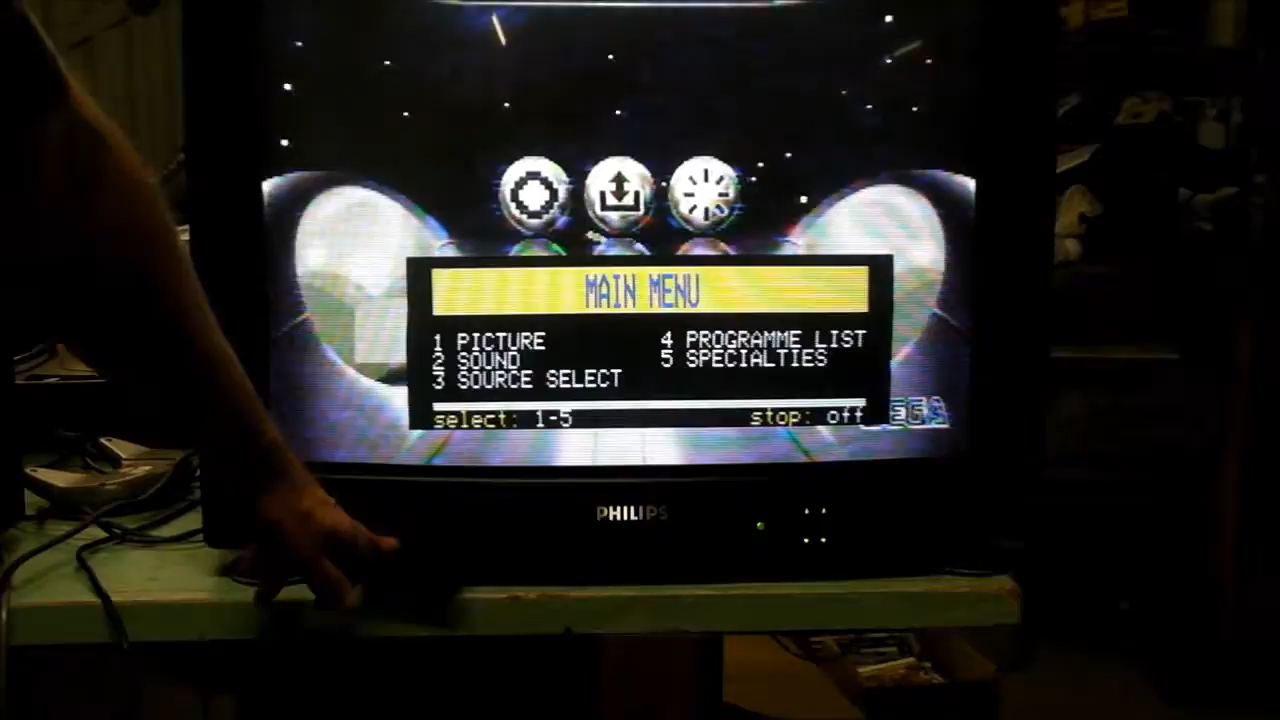 MAIN MENU
1 PICTURE
2 SOUND
3 SOURCE SELECT
4 PROGRAMME LIST
5 SPECIALTIES
select: 1-5
stop: off
EGA
PHILIPS